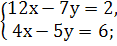 12x-7y = 2,
4x-5y = 6;